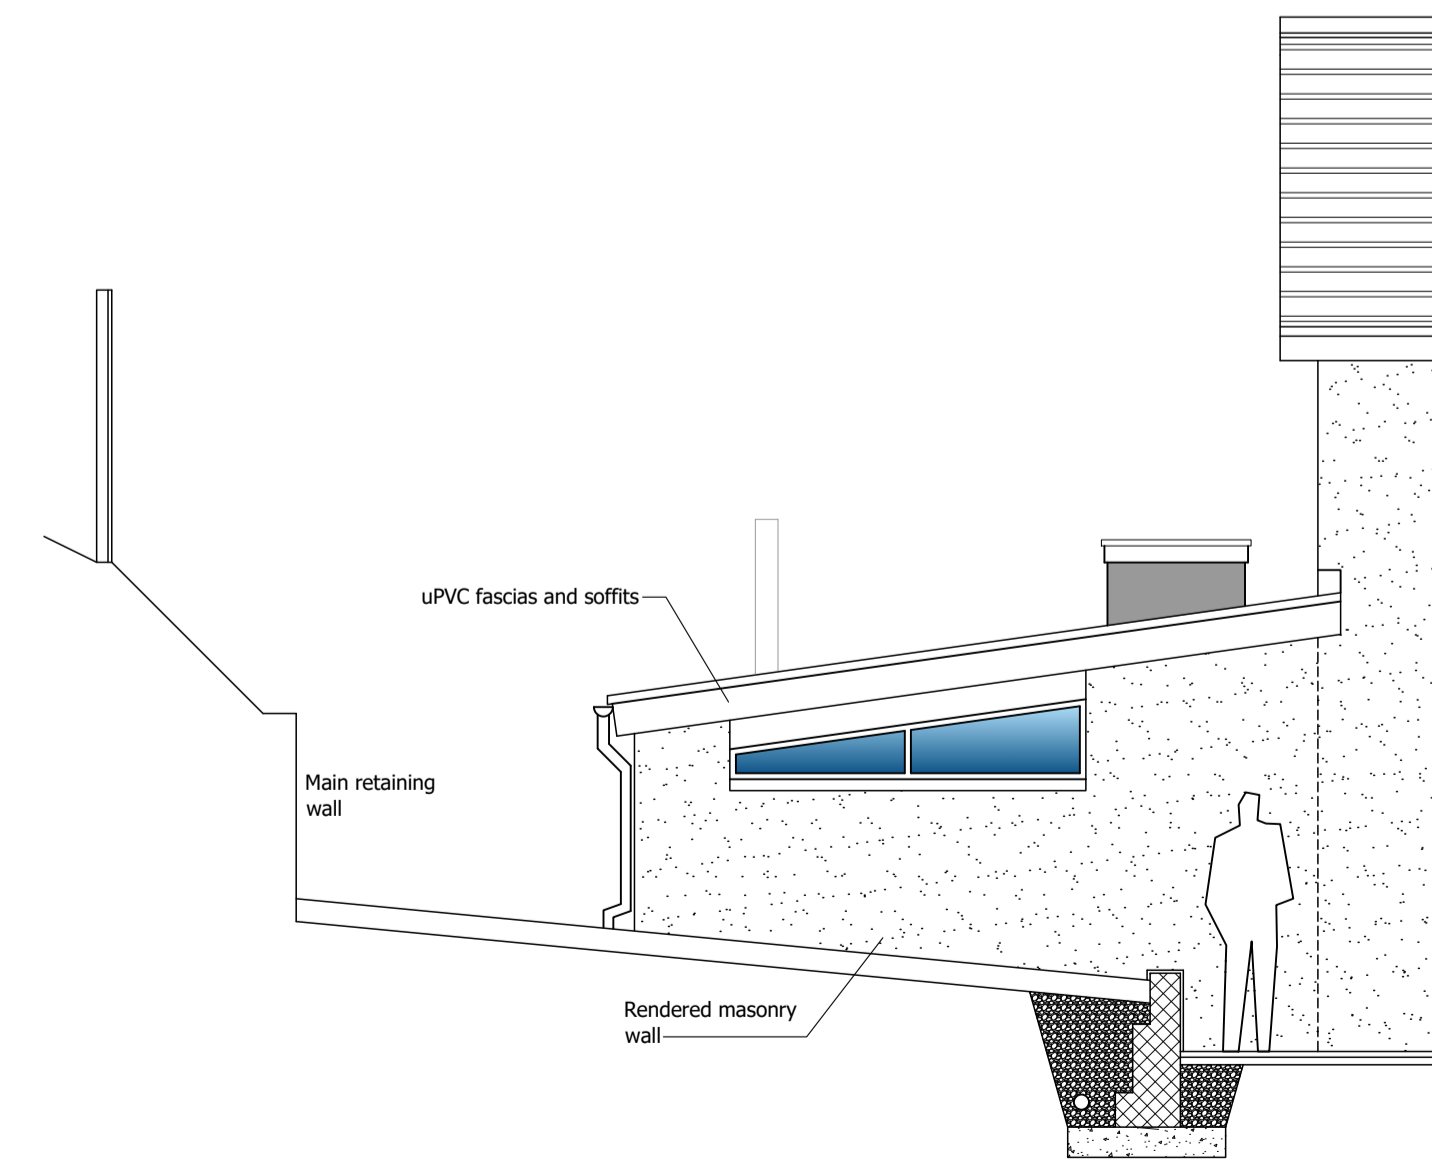 uPVC fascias and soffits
Main retaining
wall
Rendered masonry
wall